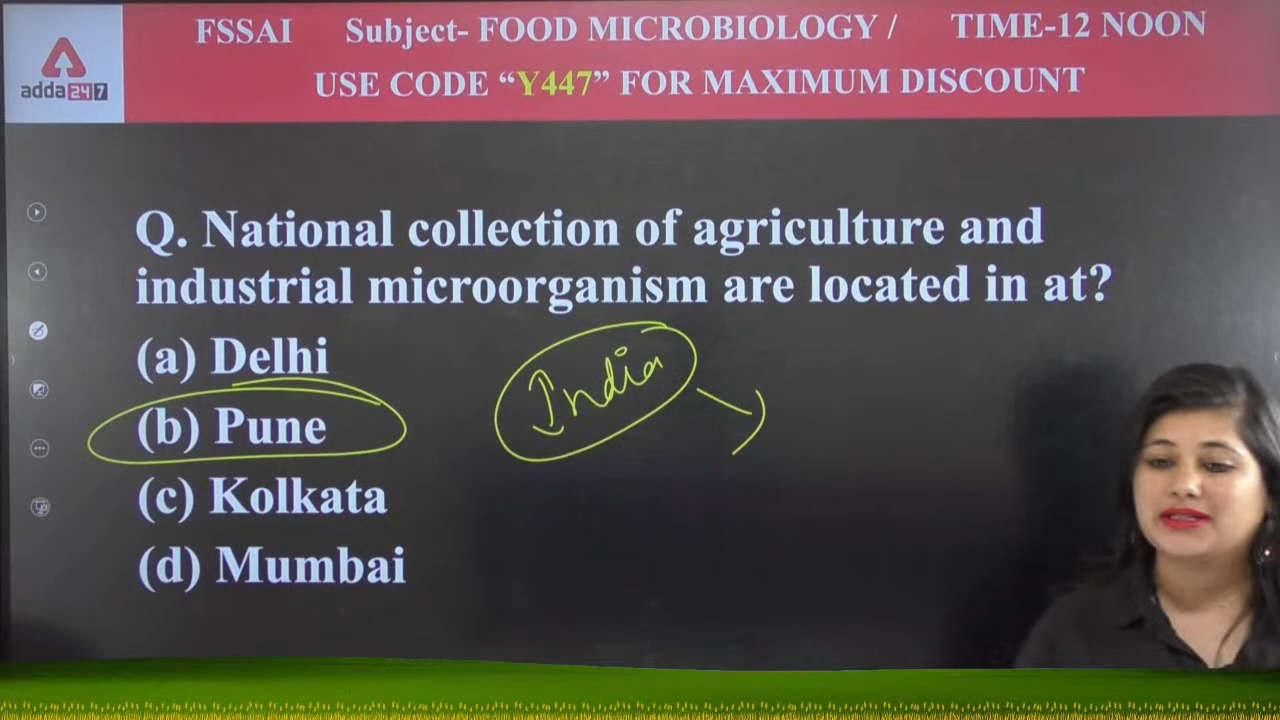 FSSAI Subject- FOOD MICROBIOLOGY / TIME-12 NOON
USE CODE “Y447” FOR MAXIMUM DISCOUNT
adda247
Q. National collection of agriculture and
industrial microorganism are located in at?
(a) Delhi
India
(b) Pune
(c) Kolkata
(d) Mumbai